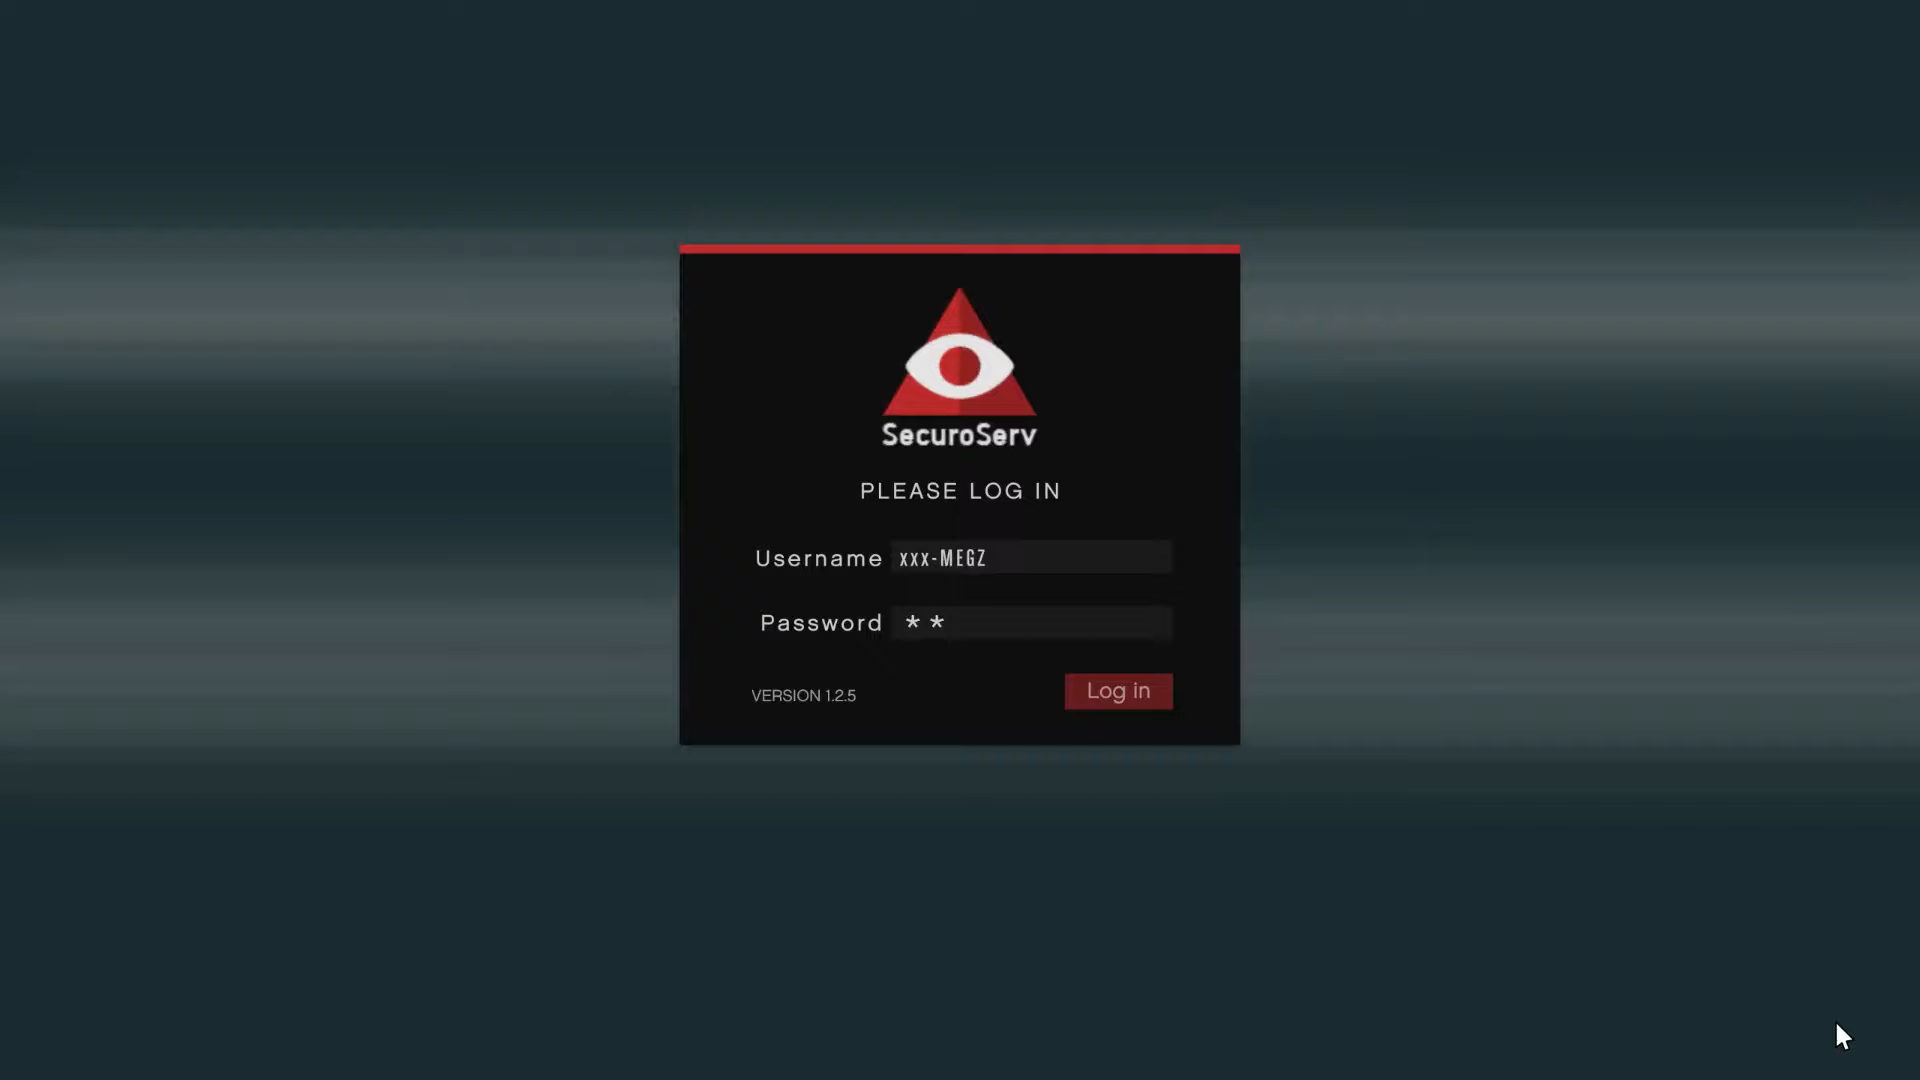 SecuroServ
PLEASE LOG IN
Username xxx-MEGZ
Password **
VERSION 1.2.5
Log in